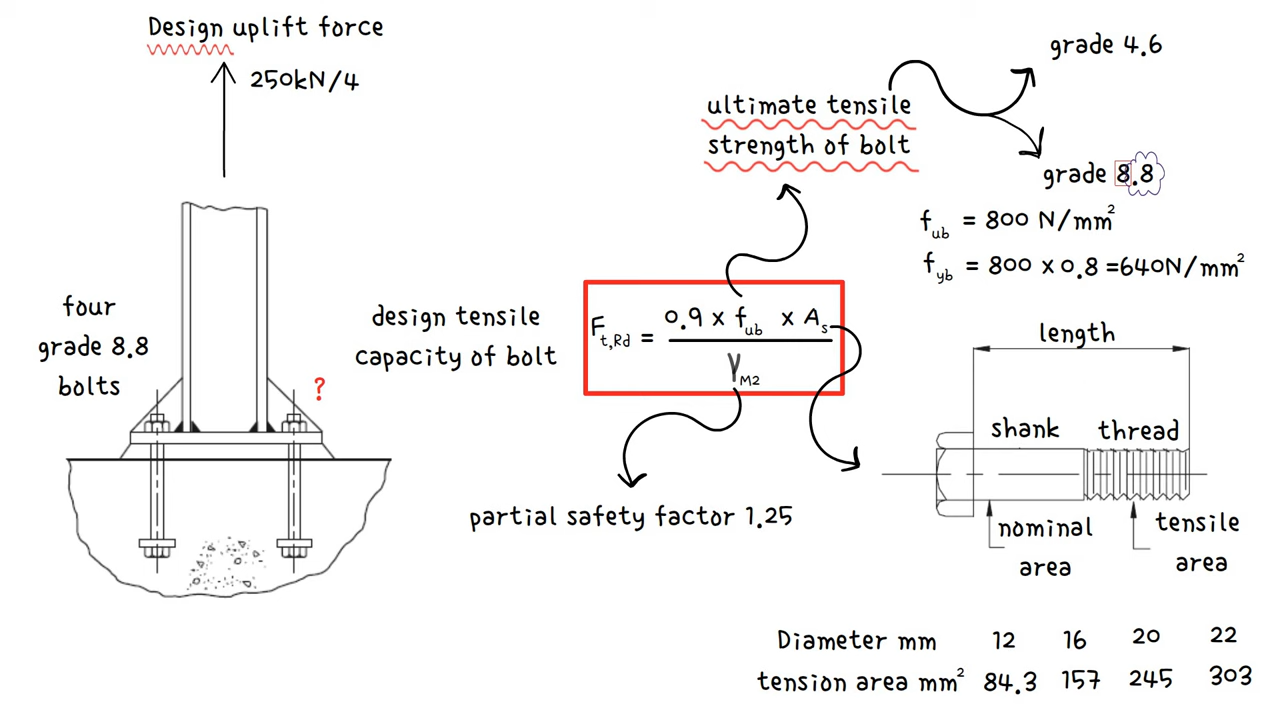 Design uplift force
250kN/4
four
grade 8.8
bolts
?
design tensile
capacity of bolt
F t,Rd = 0.9 x f ub x A s
γ M2
ultimate tensile
strength of bolt
grade 4.6
grade 8.8
f ub = 800 N/mm²
f yb = 800 x 0.8 =640N/mm²
partial safety factor 1.25
length
shank thread
nominal
area
tensile
area
Diameter mm 12 16 20 22
tension area mm² 84.3 157 245 303